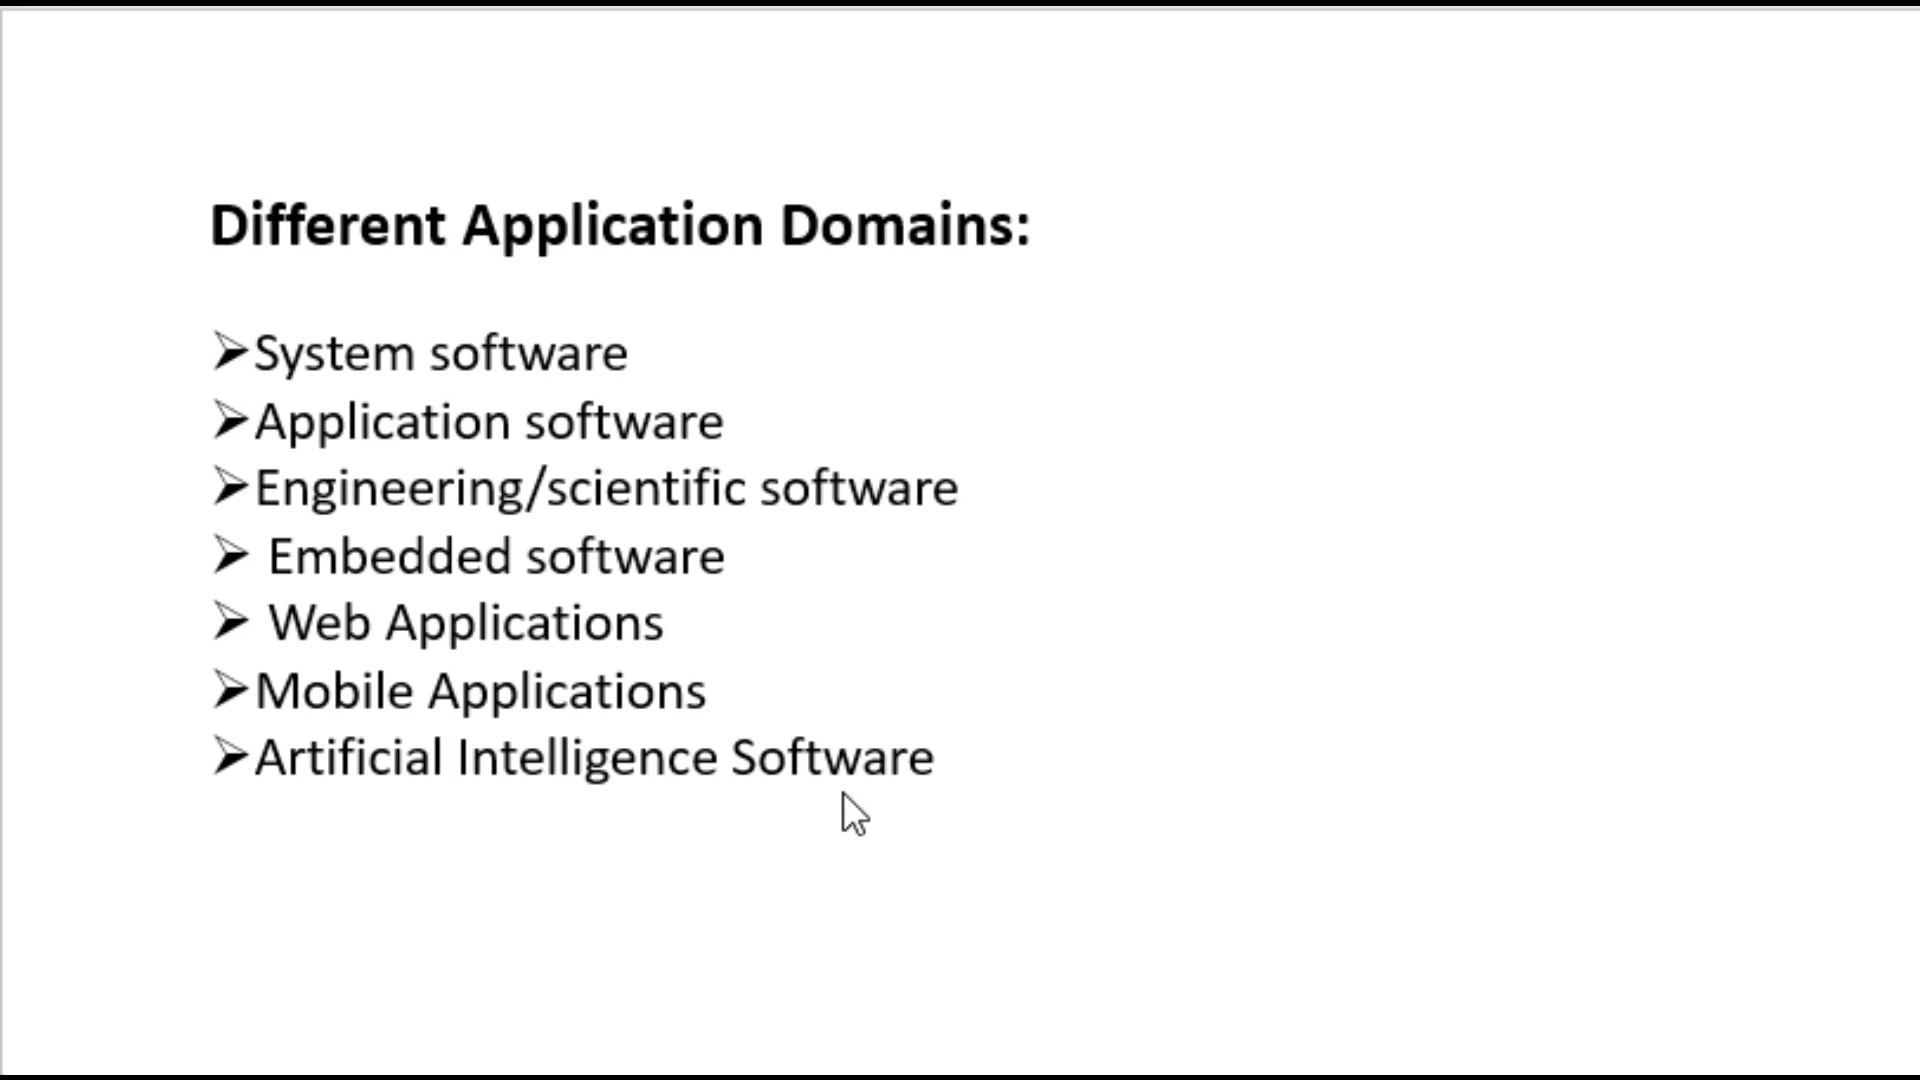 Different Application Domains:
➢System software
➢Application software
➢Engineering/scientific software
➢ Embedded software
➢ Web Applications
➢Mobile Applications
➢Artificial Intelligence Software